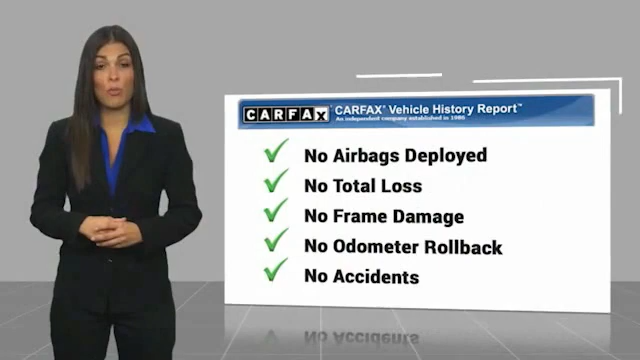 CARFAX CARFAX® Vehicle History Report™
An independent company established in 1986
No Airbags Deployed
No Total Loss
No Frame Damage
No Odometer Rollback
No Accidents